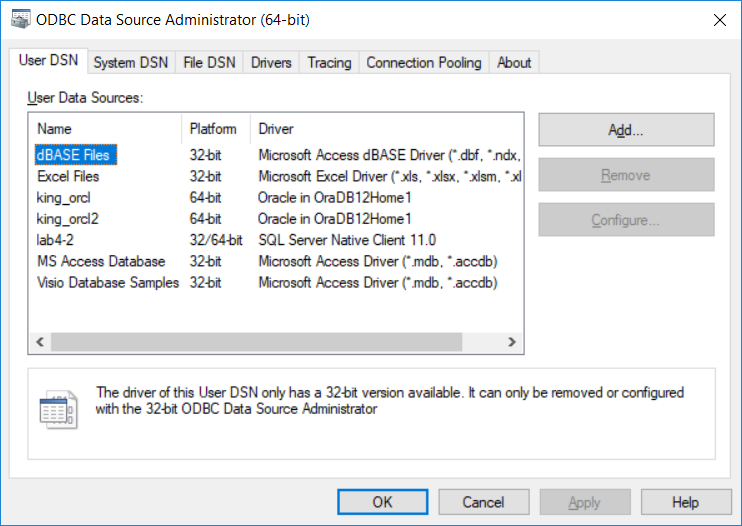 ODBC Data Source Administrator (64-bit)
User DSN System DSN File DSN Drivers Tracing Connection Pooling About
User Data Sources:
Name Platform Driver
dBASE Files 32-bit Microsoft Access dBASE Driver (*.dbf, *.ndx,
Excel Files 32-bit Microsoft Excel Driver (*.xls, *.xlsx, *.xlsm, *.xl
king_orcl 64-bit Oracle in OraDB12Home1
king_orcl2 64-bit Oracle in OraDB12Home1
lab4-2 32/64-bit SQL Server Native Client 11.0
MS Access Database 32-bit Microsoft Access Driver (*.mdb, *.accdb)
Visio Database Samples 32-bit Microsoft Access Driver (*.mdb, *.accdb)
Add...
Remove
Configure...
The driver of this User DSN only has a 32-bit version available. It can only be removed or configured
with the 32-bit ODBC Data Source Administrator
OK Cancel Apply Help